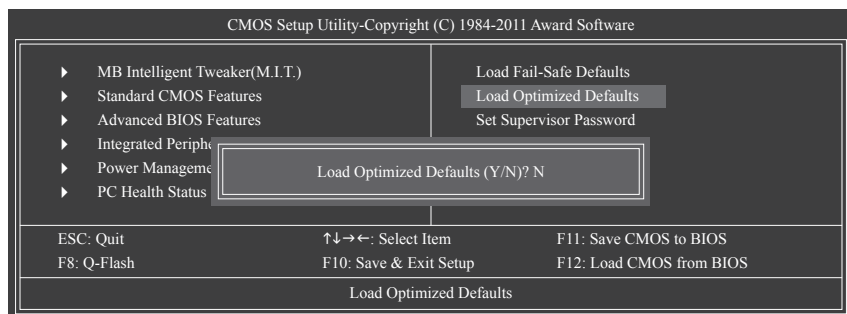 CMOS Setup Utility-Copyright (C) 1984-2011 Award Software
MB Intelligent Tweaker(M.I.T.)
Standard CMOS Features
Advanced BIOS Features
Integrated Periphe
Power Manageme
PC Health Status
Load Fail-Safe Defaults
Load Optimized Defaults
Set Supervisor Password
Load Optimized Defaults (Y/N)? N
ESC: Quit ↑↓→←: Select Item F11: Save CMOS to BIOS
F8: Q-Flash F10: Save & Exit Setup F12: Load CMOS from BIOS
Load Optimized Defaults